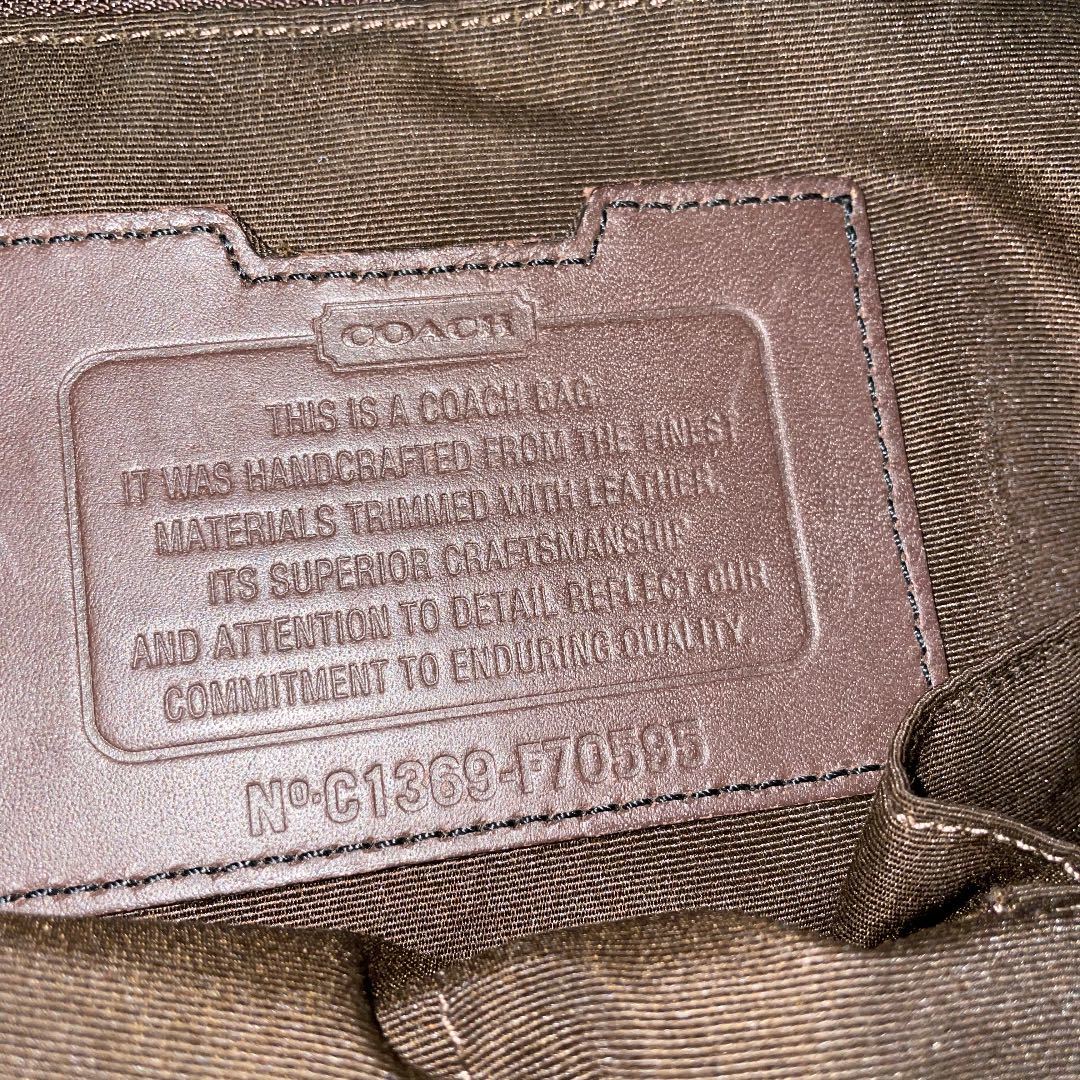 COACH
THIS IS A COACH BAG.
IT WAS HANDCRAFTED FROM THE FINEST
MATERIALS TRIMMED WITH LEATHER.
ITS SUPERIOR CRAFTSMANSHIP
AND ATTENTION TO DETAIL REFLECT OUR
COMMITMENT TO ENDURING QUALITY.
Nº.C1369-F70595